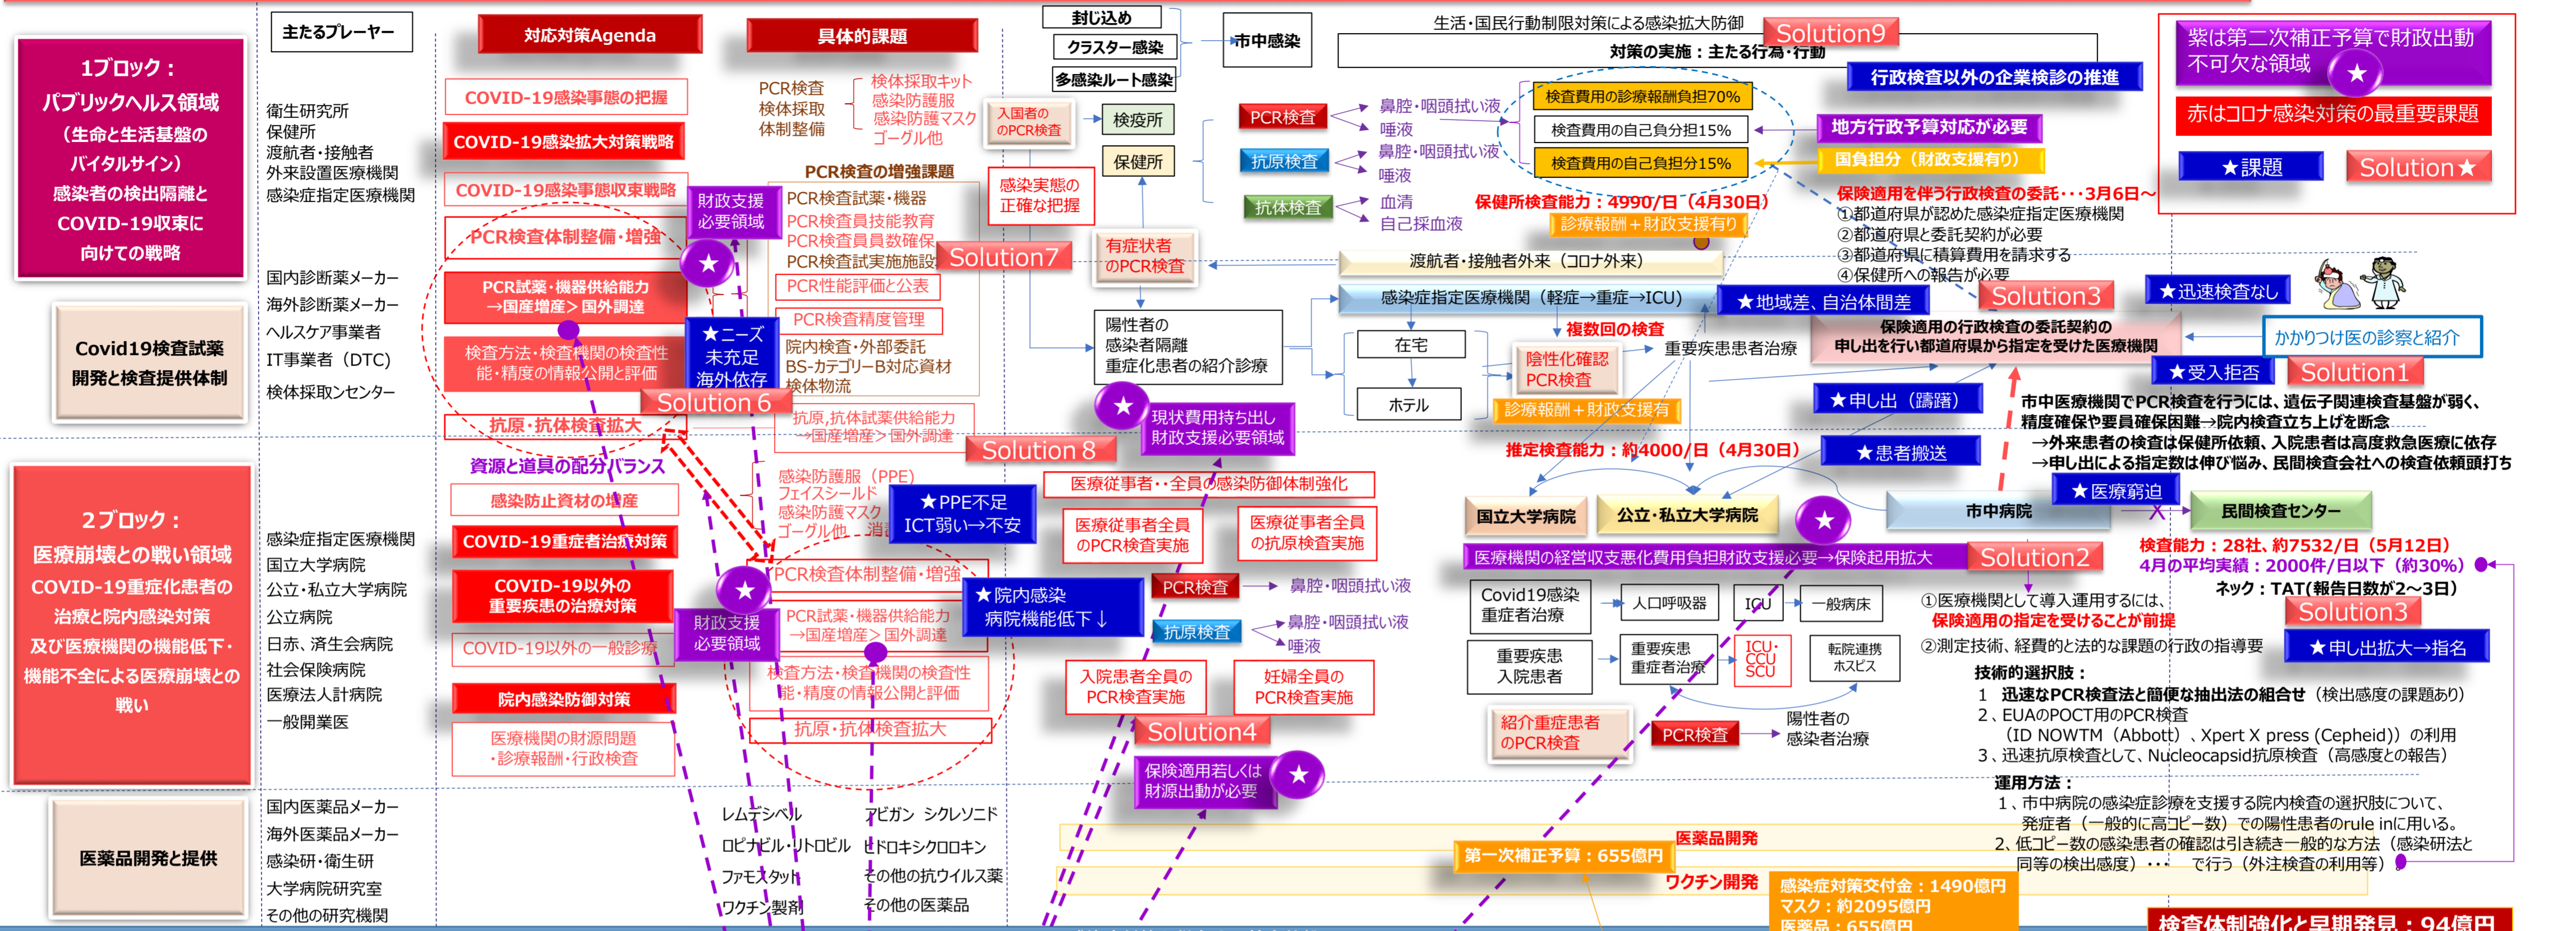 1ブロック：
パブリックヘルス領域
（生命と生活基盤の
バイタルサイン）
感染者の検出隔離と
COVID-19収束に
向けての戦略
Covid19検査試薬
開発と検査提供体制
2ブロック：
医療崩壊との戦い領域
COVID-19重症化患者の
治療と院内感染対策
及び医療機関の機能低下・
機能不全による医療崩壊との
戦い
医薬品開発と提供
主たるプレーヤー
衛生研究所
保健所
渡航者・接触者
外来設置医療機関
感染症指定医療機関
国内診断薬メーカー
海外診断薬メーカー
ヘルスケア事業者
IT事業者（DTC）
検体採取ンセンター
感染症指定医療機関
国立大学病院
公立・私立大学病院
公立病院
日赤、済生会病院
社会保険病院
医療法人計病院
一般開業医
国内医薬品メーカー
海外医薬品メーカー
感染研・衛生研
大学病院研究室
その他の研究機関
対応対策Agenda
COVID-19感染事態の把握
COVID-19感染拡大対策戦略
COVID-19感染事態収束戦略
PCR検査体制整備・増強
PCR試薬・機器供給能力
→国産増産＞国外調達
検査方法・検査機関の検査性
能・精度の情報公開と評価
抗原・抗体検査拡大
資源と道具の配分バランス
感染防止資材の増産
COVID-19重症者治療対策
COVID-19以外の
重要疾患の治療対策
COVID-19以外の一般診療
院内感染防御対策
医療機関の財源問題
・診療報酬・行政検査
財政支援
必要領域
★
★ニーズ
未充足
海外依存
Solution 6
具体的課題
PCR検査
検体採取
体制整備
検体採取キット
感染防護服
感染防護マスク
ゴーグル他
PCR検査の増強課題
PCR検査試薬・機器
PCR検査員技能教育
PCR検査員員数確保
PCR検査試実施施設
PCR性能評価と公表
PCR検査精度管理
院内検査・外部委託
BS-カテゴリーB対応資材
検体物流
抗原,抗体試薬供給能力
→国産増産＞国外調達
Solution7
Solution 8
感染防護服（PPE）
フェイスシールド
感染防護マスク
ゴーグル他
★PPE不足
ICT弱い→不安
PCR検査体制整備・増強
★
財政支援
必要領域
PCR試薬・機器供給能力
→国産増産＞国外調達
検査方法・検査機関の検査性
能・精度の情報公開と評価
抗原・抗体検査拡大
★院内感染
病院機能低下↓
レムデシベル
アビガン シクレソニド
ロピナビル・リトロビル
ヒドロキシクロロキン
ファモスタット
その他の抗ウイルス薬
ワクチン製剤
その他の医薬品
封じ込め
クラスター感染
多感染ルート感染
市中感染
入国者の
のPCR検査
検疫所
保健所
感染実態の
正確な把握
有症状者
のPCR検査
陽性者の
感染者隔離
重症化患者の紹介診療
★
現状費用持ち出し
財政支援必要領域
医療従事者・・全員の感染防御体制強化
医療従事者全員
のPCR検査実施
医療従事者全員
の抗原検査実施
PCR検査
鼻腔・咽頭拭い液
抗原検査
鼻腔・咽頭拭い液
唾液
入院患者全員の
PCR検査実施
妊婦全員の
PCR検査実施
Solution4
保険適用若しくは
財源出動が必要
★
生活・国民行動制限対策による感染拡大防御
Solution9
対策の実施：主たる行為・行動
PCR検査
鼻腔・咽頭拭い液
唾液
抗原検査
鼻腔・咽頭拭い液
唾液
抗体検査
血清
自己採血液
検査費用の診療報酬負担70%
検査費用の自己負分担15%
検査費用の自己負担分15%
保健所検査能力：4990/日（4月30日）
診療報酬＋財政支援有り
渡航者・接触者外来（コロナ外来）
感染症指定医療機関（軽症→重症→ICU）
在宅
ホテル
複数回の検査
陰性化確認
PCR検査
診療報酬＋財政支援有
重要疾患患者治療
推定検査能力：約4000/日（4月30日）
国立大学病院
公立・私立大学病院
★
市中病院
医療機関の経営収支悪化費用負担財政支援必要→保険起用拡大
Solution2
Covid19感染
重症者治療
人工呼吸器
ICU
一般病床
重要疾患
入院患者
重要疾患
重症者治療
ICU・
CCU
SCU
転院連携
ホスピス
紹介重症患者
のPCR検査
PCR検査
陽性者の
感染者治療
医薬品開発
第一次補正予算：655億円
ワクチン開発
感染症対策交付金：1490億円
マスク：約2095億円
医薬品：655億円
行政検査以外の企業検診の推進
地方行政予算対応が必要
国負担分（財政支援有り）
保険適用を伴う行政検査の委託・・・3月6日～
①都道府県が認めた感染症指定医療機関
②都道府県と委託契約が必要
③都道府県に積算費用を請求する
④保健所への報告が必要
★地域差、自治体間差
Solution3
★迅速検査なし
保険適用の行政検査の委託契約の
申し出を行い都道府県から指定を受けた医療機関
かかりつけ医の診察と紹介
★受入拒否
Solution1
★申し出（躊躇）
★患者搬送
市中医療機関でPCR検査を行うには、遺伝子関連検査基盤が弱く、
精度確保や要員確保困難→院内検査立ち上げを断念
→外来患者の検査は保健所依頼、入院患者は高度救急医療に依存
→申し出による指定数は伸び悩み、民間検査会社への検査依頼頭打ち
★医療窮迫
X
民間検査センター
検査能力：28社、約7532/日（5月12日）
4月の平均実績：2000件/日以下（約30%）
ネック：TAT(報告日数が2～3日）
Solution3
★申し出拡大→指名
①医療機関として導入運用するには、
保険適用の指定を受けることが前提
②測定技術、経費的と法的な課題の行政の指導要
技術的選択肢：
1 迅速なPCR検査法と簡便な抽出法の組合せ（検出感度の課題あり）
2、EUAのPOCT用のPCR検査
（ID NOWTM（Abbott）、Xpert X press (Cepheid)）の利用
3、迅速抗原検査として、Nucleocapsid抗原検査（高感度との報告）
運用方法：
1、市中病院の感染症診療を支援する院内検査の選択肢について、
発症者（一般的に高コピー数）での陽性患者のrule inに用いる。
2、低コピー数の感染患者の確認は引き続き一般的な方法（感染研法と
同等の検出感度）・・・ で行う（外注検査の利用等）
検査体制強化と早期発見：94億円
紫は第二次補正予算で財政出動
不可欠な領域
★
赤はコロナ感染対策の最重要課題
★課題
Solution★